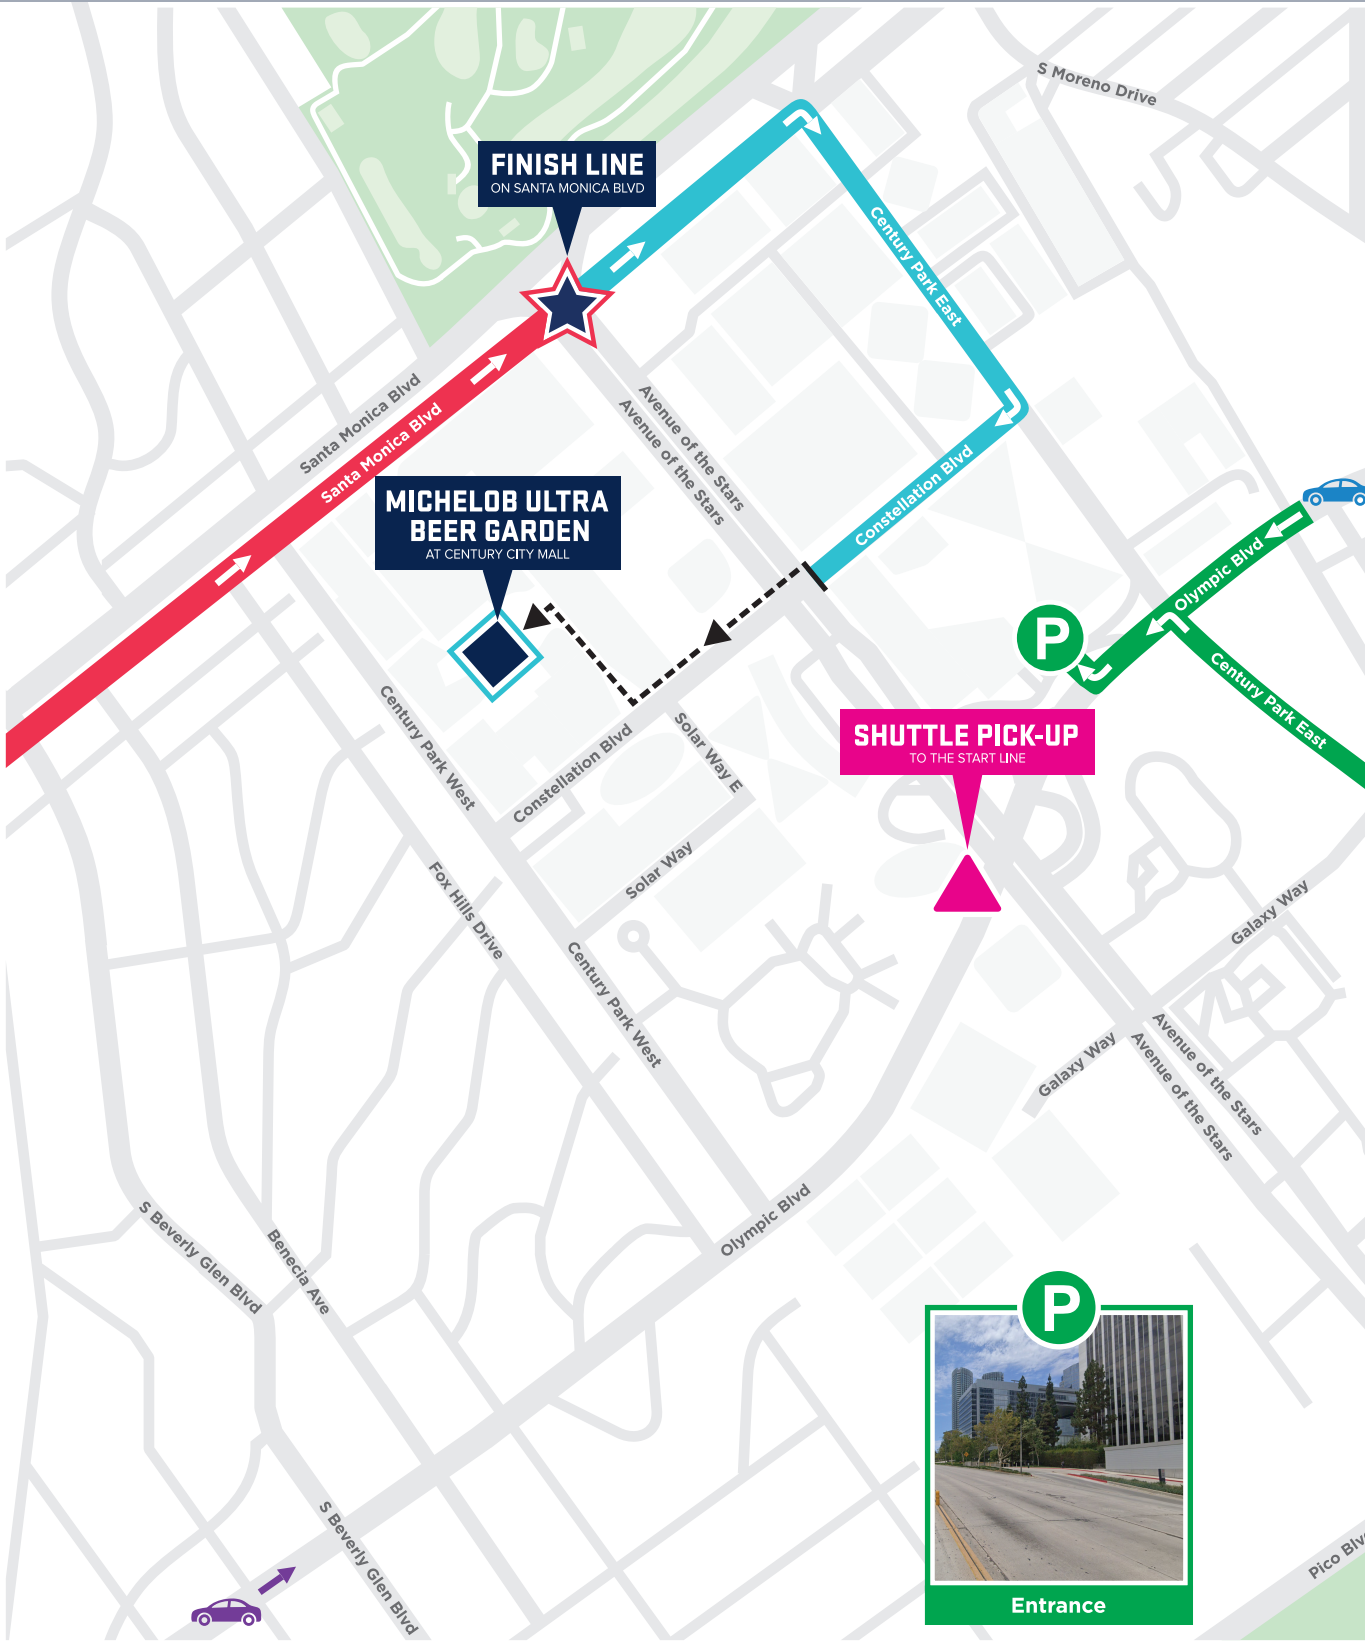 S Moreno Drive
FINISH LINE
ON SANTA MONICA BLVD
Century Park East
Santa Monica Blvd
Santa Monica Blvd
Avenue of the Stars
Avenue of the Stars
Constellation Blvd
MICHELOB ULTRA
BEER GARDEN
AT CENTURY CITY MALL
Olympic Blvd
P
Century Park East
SHUTTLE PICK-UP
TO THE START LINE
Century Park West
Constellation Blvd
Solar Way E
Solar Way
Fox Hills Drive
Century Park West
Galaxy Way
Galaxy Way
Avenue of the Stars
Avenue of the Stars
Olympic Blvd
S Beverly Glen Blvd
Benecia Ave
P
Entrance
S Beverly Glen Blvd
Pico Blv